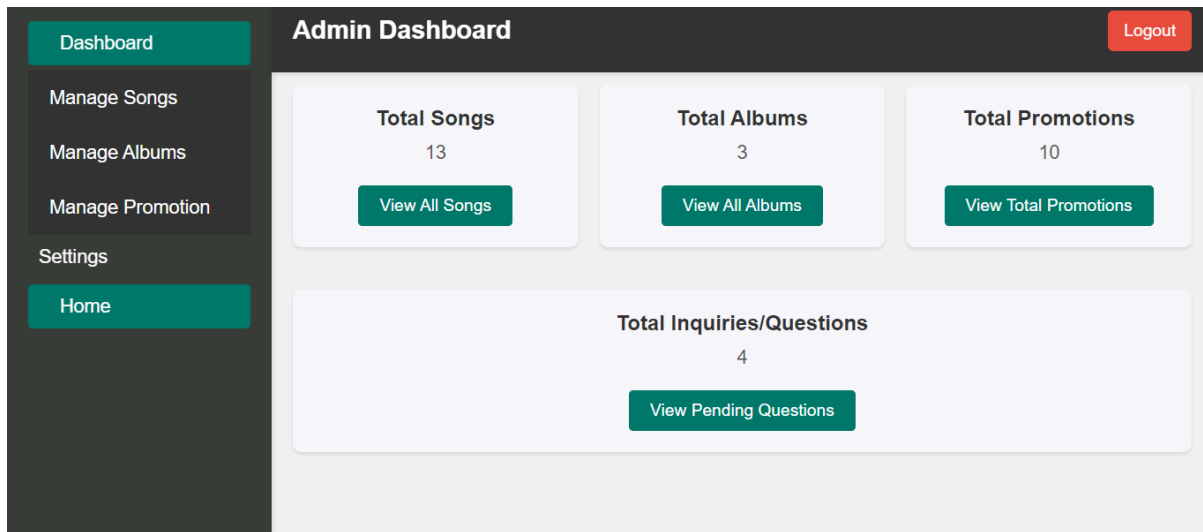 Dashboard
Manage Songs
Manage Albums
Manage Promotion
Settings
Home
Admin Dashboard
Logout
Total Songs
13
View All Songs
Total Albums
3
View All Albums
Total Promotions
10
View Total Promotions
Total Inquiries/Questions
4
View Pending Questions